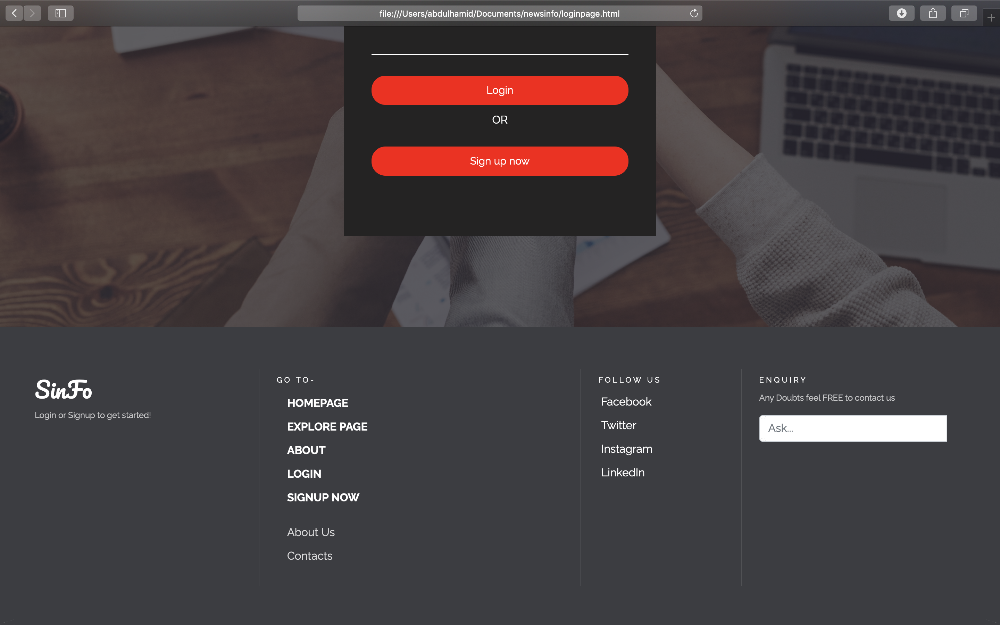 file:///Users/abdulhamid/Documents/newsinfo/loginpage.html
Login
OR
Sign up now
SinFo
Login or Signup to get started!
GO TO-
HOMEPAGE
EXPLORE PAGE
ABOUT
LOGIN
SIGNUP NOW
About Us
Contacts
FOLLOW US
Facebook
Twitter
Instagram
LinkedIn
ENQUIRY
Any Doubts feel FREE to contact us
Ask...